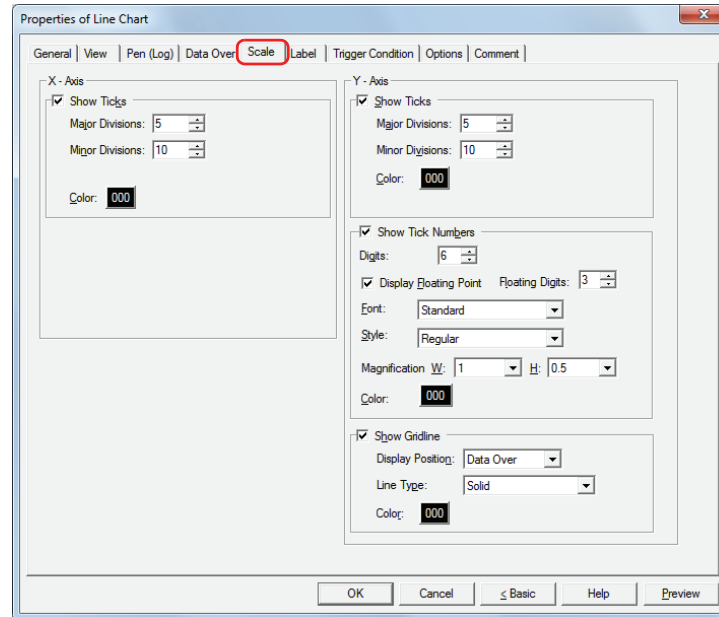 Properties of Line Chart
x
General View Pen (Log) Data Over Scale Label Trigger Condition Options Comment
X - Axis
Show Ticks
Major Divisions: 5
Minor Divisions: 10
Color: 000
Y - Axis
Show Ticks
Major Divisions: 5
Minor Divisions: 10
Color: 000
Show Tick Numbers
Digits: 6
Display Floating Point Floating Digits: 3
Font: Standard
Style: Regular
Magnification W: 1 H: 0.5
Color: 000
Show Gridline
Display Position: Data Over
Line Type: Solid
Color: 000
OK Cancel < Basic Help Preview